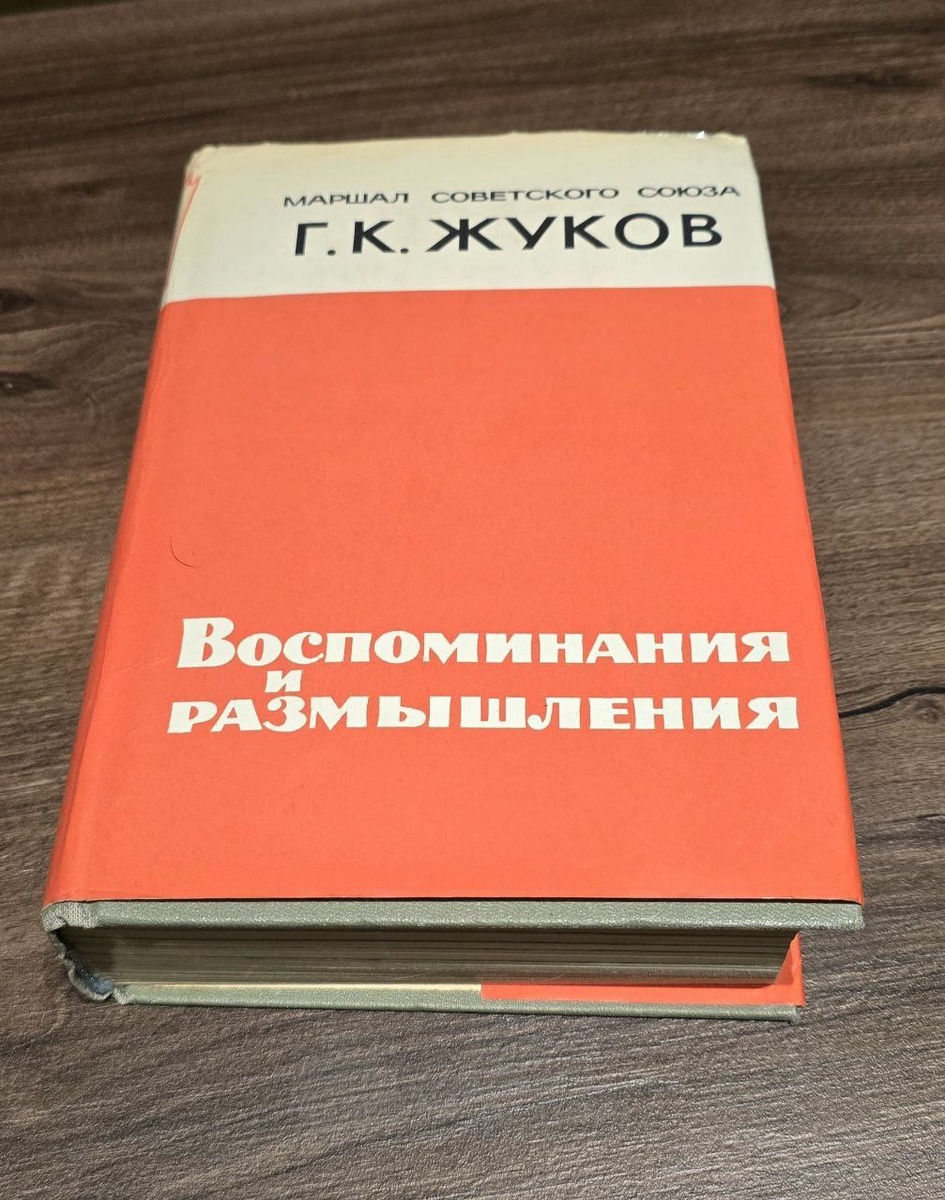 МАРШАЛ СОВЕТСКОГО СОЮЗА
Г. К. ЖУКОВ
Воспоминания
и
размышления